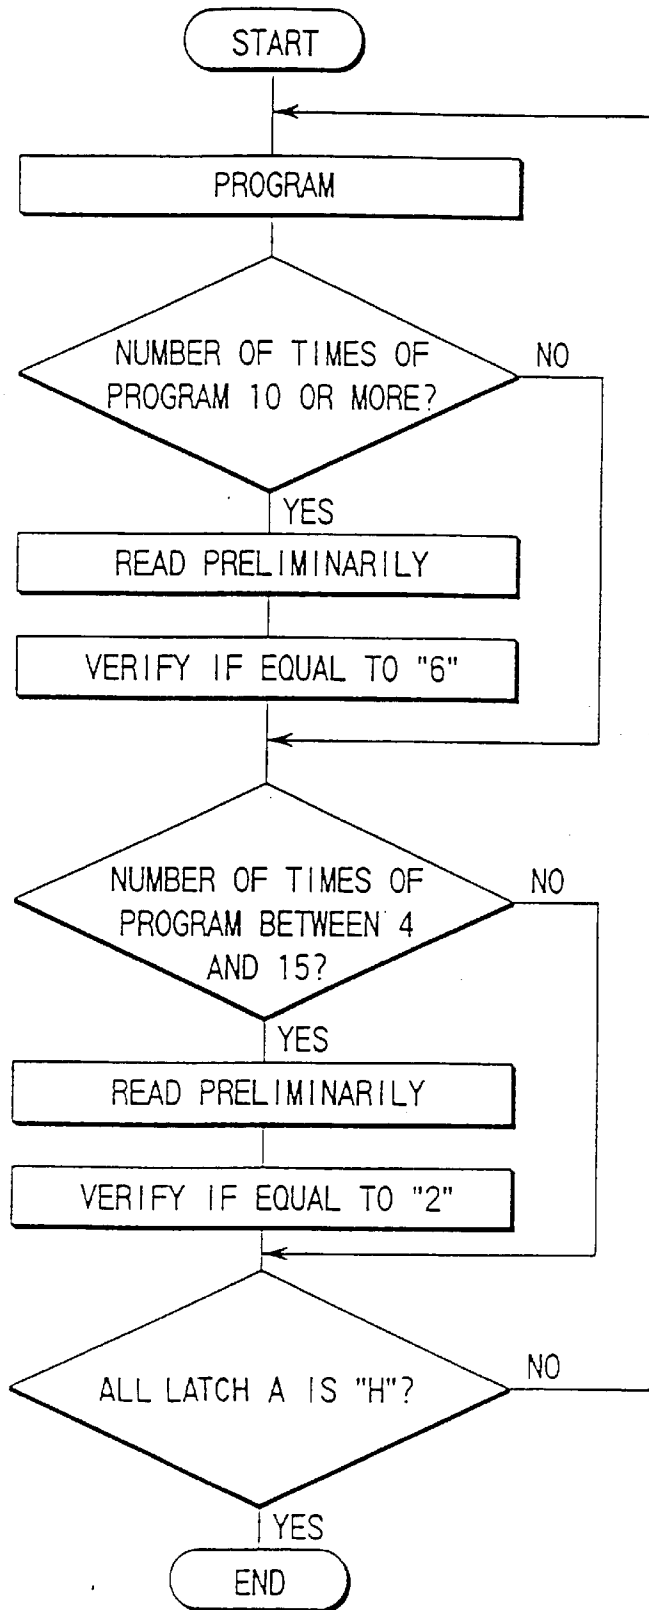 START
PROGRAM
NUMBER OF TIMES OF
PROGRAM 10 OR MORE?
NO
YES
READ PRELIMINARILY
VERIFY IF EQUAL TO "6"
NUMBER OF TIMES OF
PROGRAM BETWEEN 4
AND 15?
NO
YES
READ PRELIMINARILY
VERIFY IF EQUAL TO "2"
ALL LATCH A IS "H"?
NO
YES
END